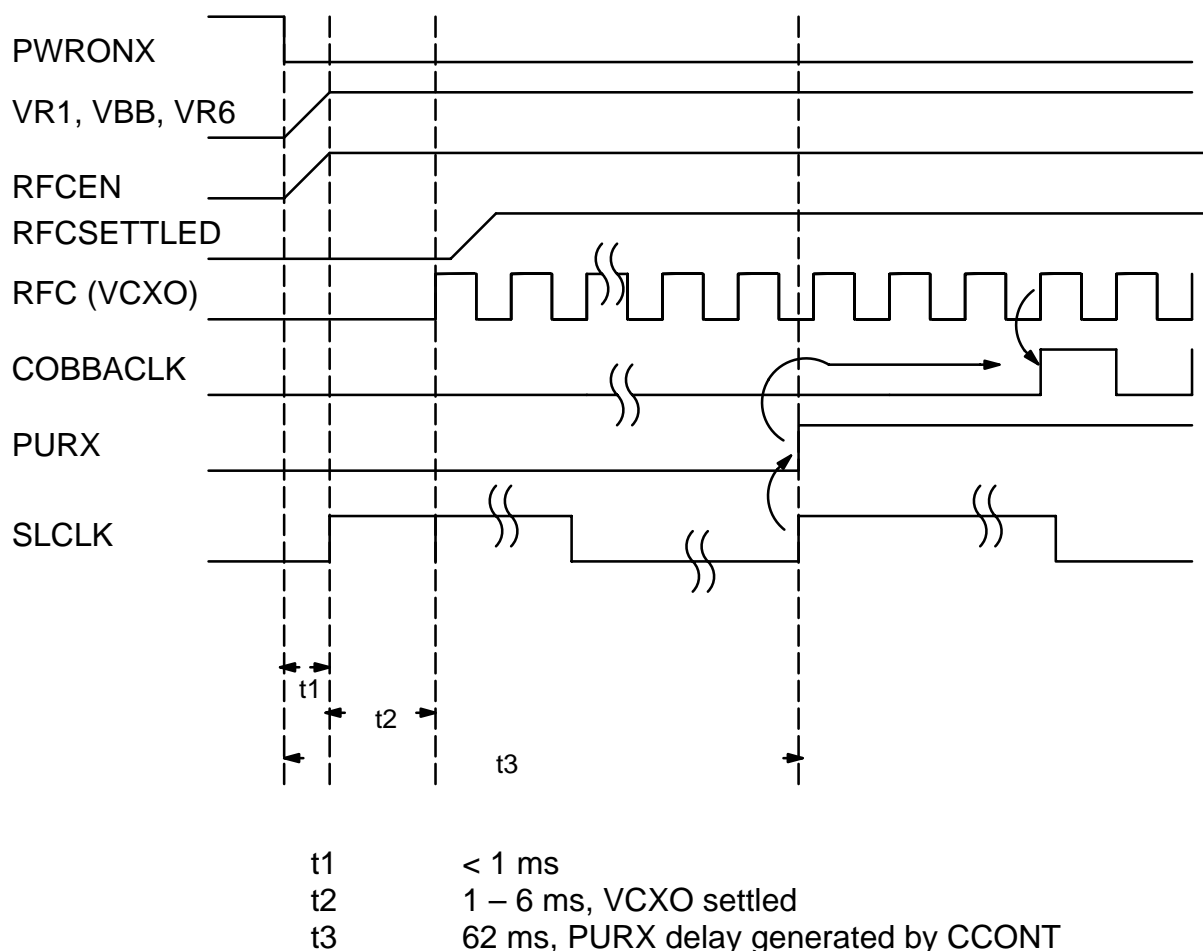 PWRONX
VR1, VBB, VR6
RFCEN
RFCSETTLED
RFC (VCXO)
COBBACLK
PURX
SLCLK
t1
t2
t3
t1 < 1 ms
t2 1 – 6 ms, VCXO settled
t3 62 ms, PURX delay generated by CCONT